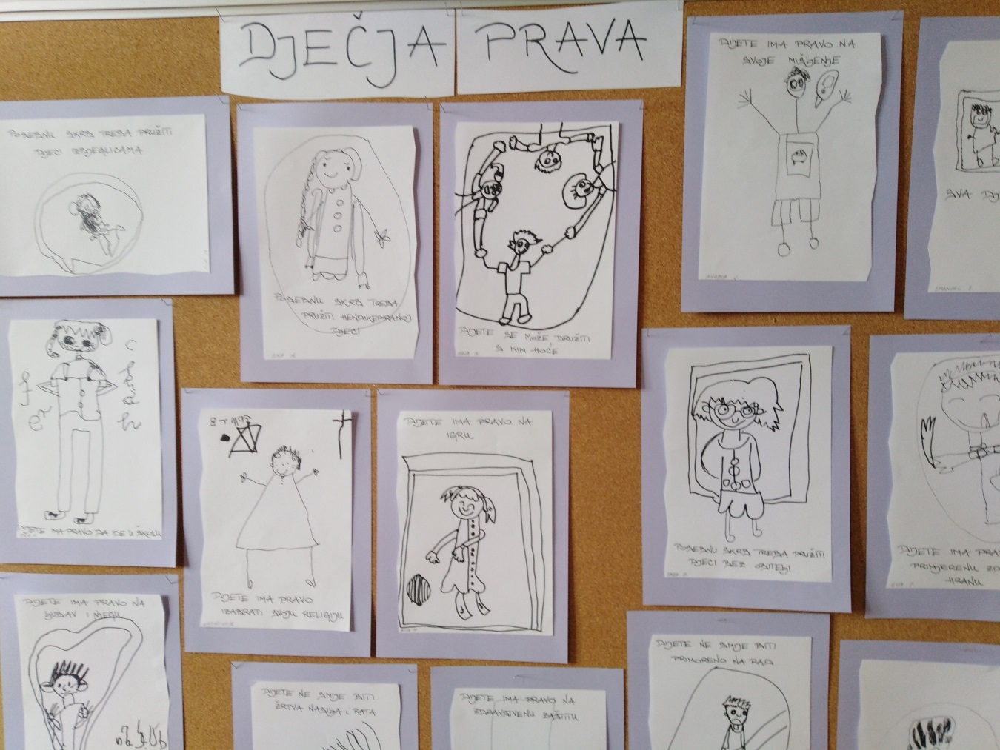 DJEČJA PRAVA
POSEBNU SKRB TREBA PRUŽITI
DJECI IZBJEGLICAMA
POSEBNU SKRB TREBA
PRUŽITI HENDIKEPIRANOJ
DJECI
DIJETE SE MOŽE DRUŽITI
S KIM HOĆE
DIJETE IMA PRAVO NA
SVOJE MIŠLJENJE
SVA DJ
DIJETE IMA PRAVO DA IDE U ŠKOLU
DIJETE IMA PRAVO
IZABRATI SVOJU RELIGIJU
DIJETE IMA PRAVO NA
IGRU
POSEBNU SKRB TREBA PRUŽITI
DJECI BEZ OBITELJI
DIJETE IMA PRA
PRIMJERENU
HRANU
DIJETE IMA PRAVO NA
LJUBAV I NJEGU
DIJETE NE SMIJE BITI
ŽRTVA NASILJA I RATA
DIJETE IMA PRAVO NA
ZDRAVSTVENU ZAŠTITU
DIJETE NE SMIJE BITI
PRIMORENO NA RAD